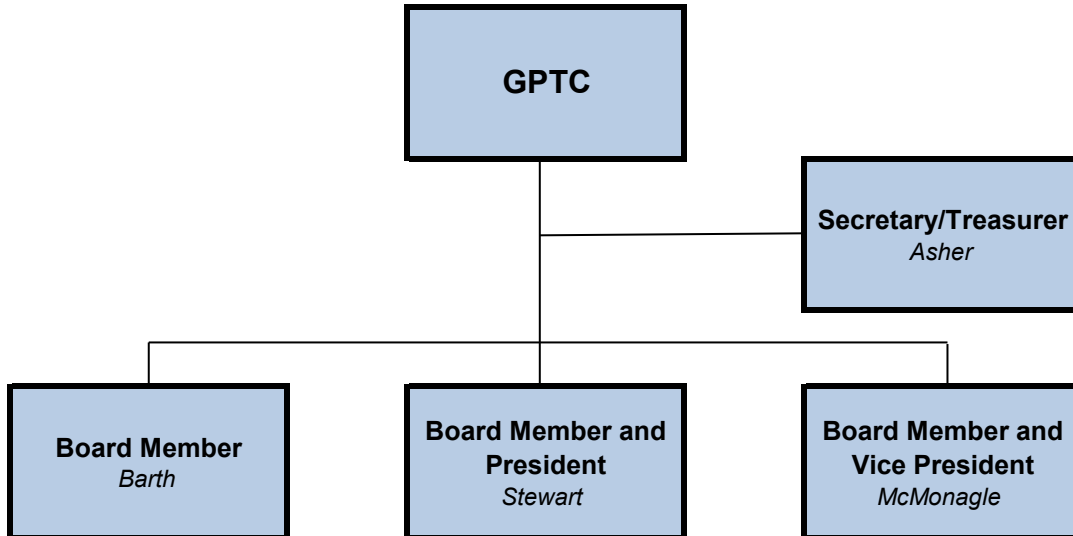 GPTC
Secretary/Treasurer
Asher
Board Member
Barth
Board Member and
President
Stewart
Board Member and
Vice President
McMonagle